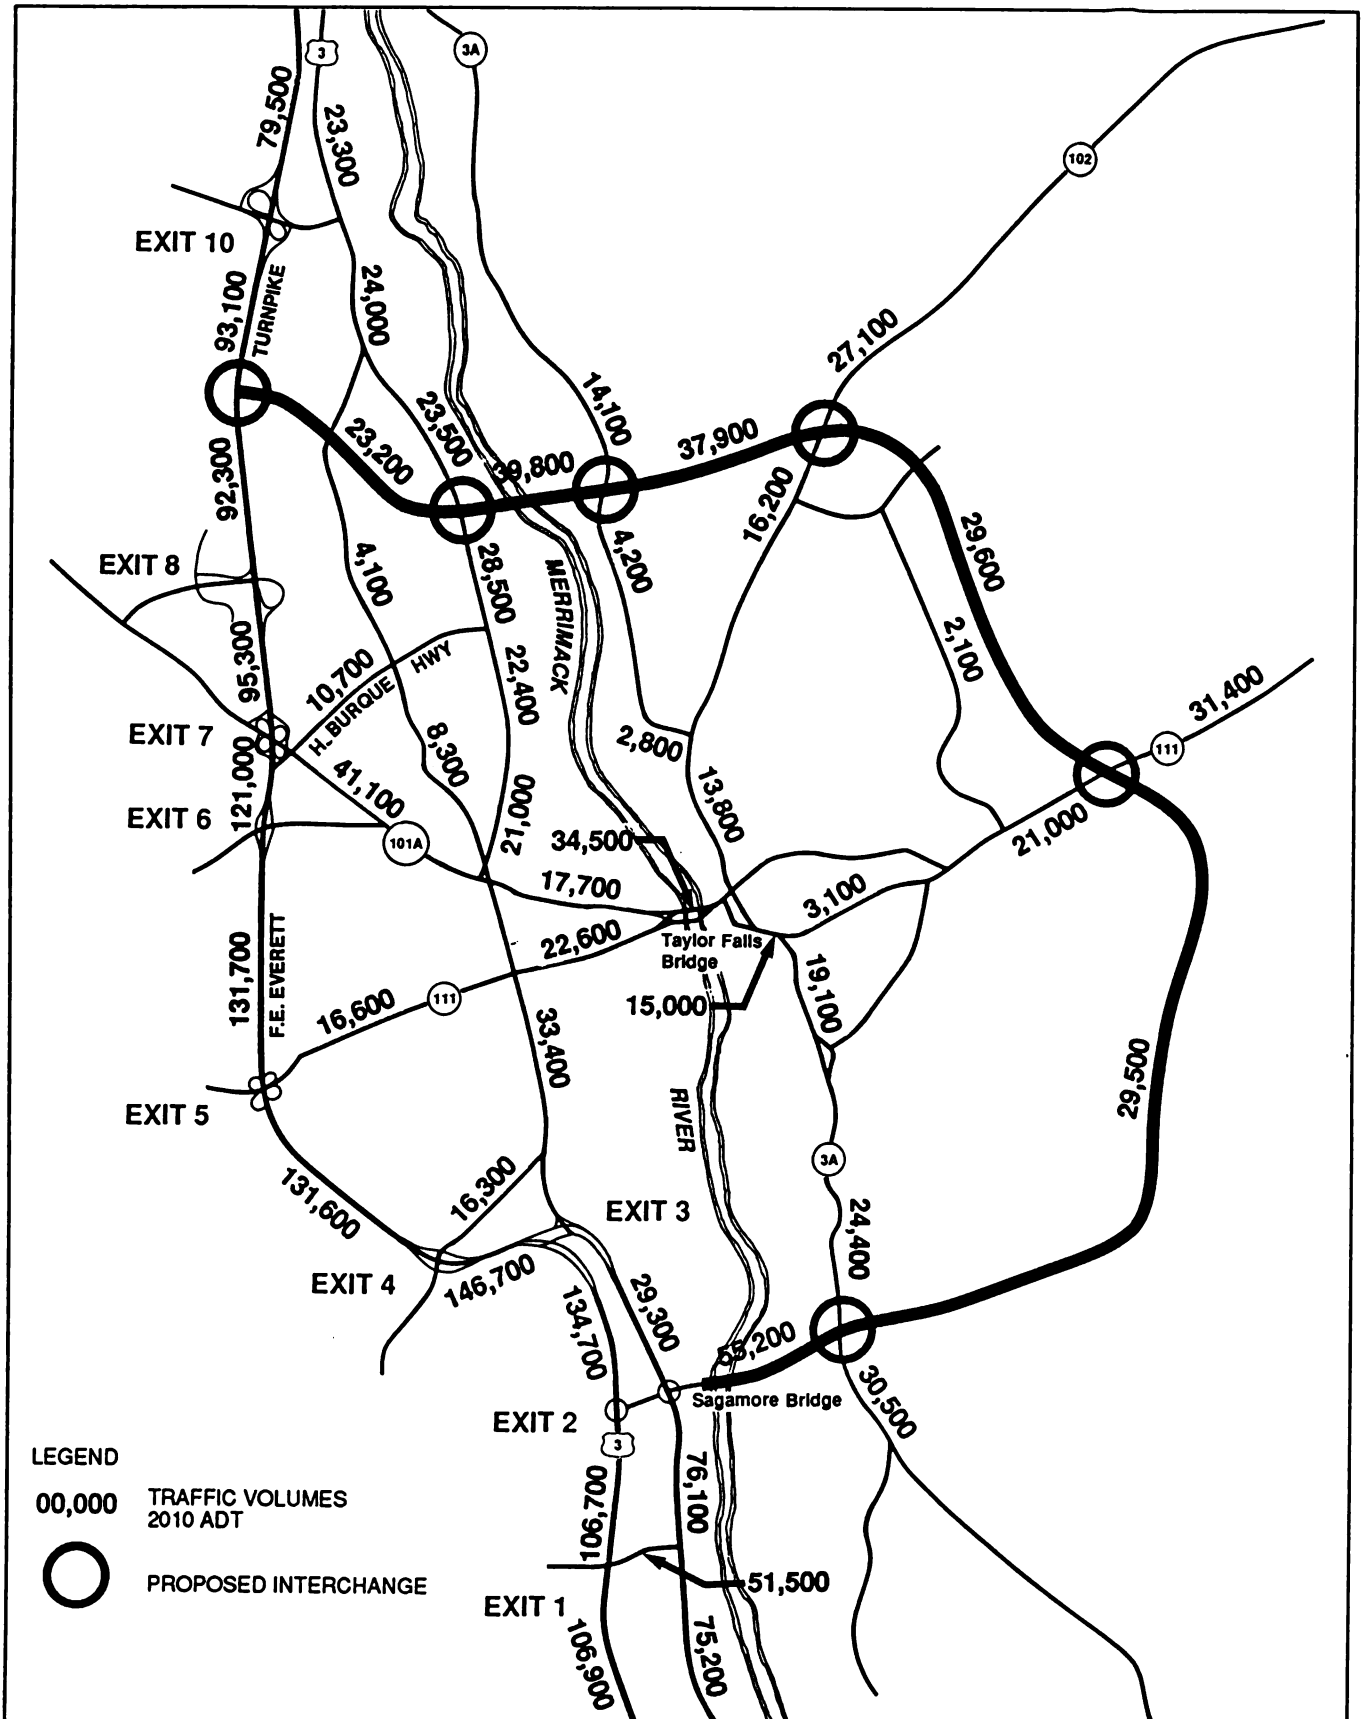 3
3A
79,500
23,300
102
EXIT 10
93,100
TURNPIKE
24,000
27,100
14,100
23,500
23,200
39,800
37,900
92,300
16,200
EXIT 8
4,100
28,500
MERRIMACK
4,200
29,600
95,300
10,700
H. BURQUE
HWY
22,400
2,100
31,400
111
EXIT 7
2,800
8,300
41,100
121,000
13,800
EXIT 6
101A
21,000
34,500
21,000
17,700
3,100
22,600
Taylor Falls
Bridge
131,700
F.E. EVERETT
16,600
111
15,000
19,100
33,400
29,500
EXIT 5
RIVER
3A
131,600
16,300
EXIT 3
24,400
EXIT 4
146,700
134,700
29,300
55,200
Sagamore Bridge
30,500
EXIT 2
3
LEGEND
00,000 TRAFFIC VOLUMES
2010 ADT
PROPOSED INTERCHANGE
106,700
76,100
51,500
EXIT 1
106,900
75,200